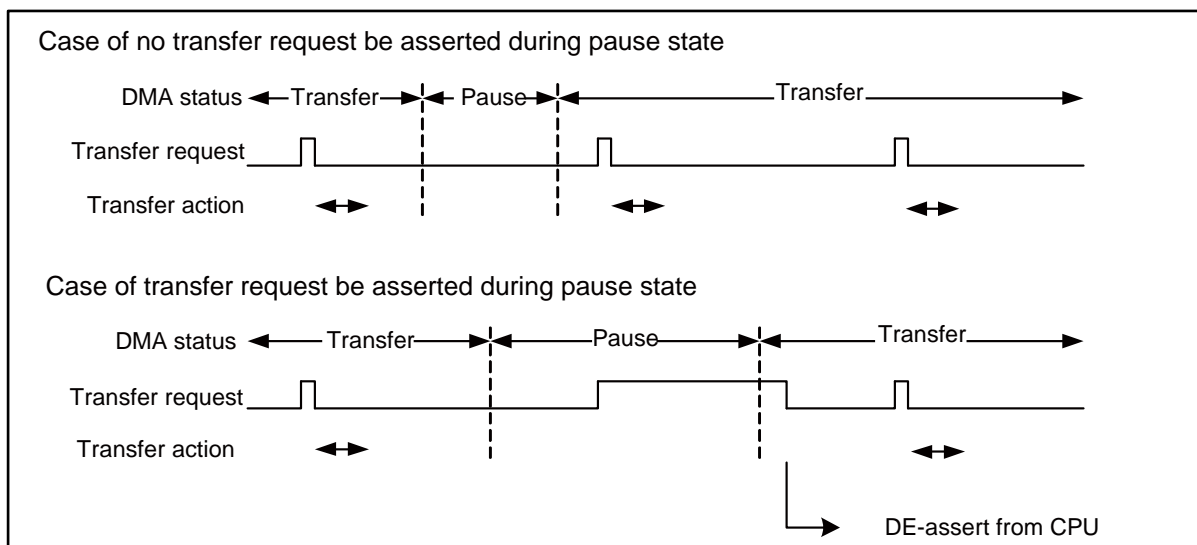 Case of no transfer request be asserted during pause state
DMA status Transfer Pause Transfer
Transfer request
Transfer action
Case of transfer request be asserted during pause state
DMA status Transfer Pause Transfer
Transfer request
Transfer action
DE-assert from CPU